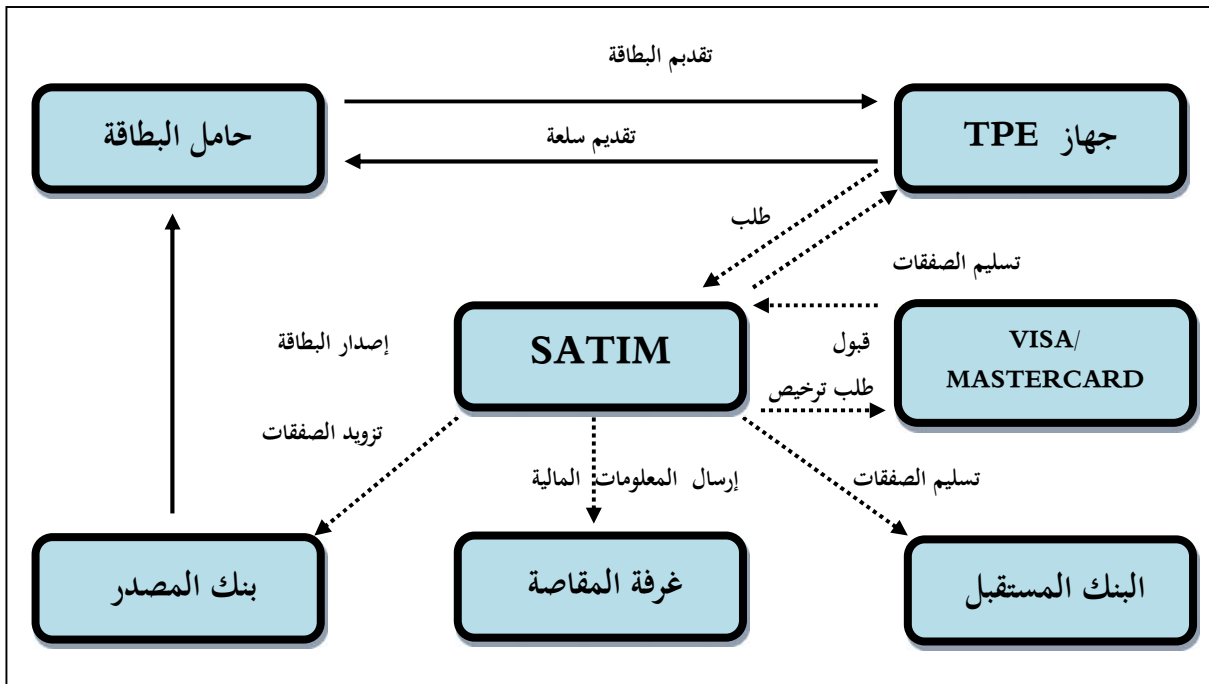 تقدبم البطاقة
حامل البطاقة
جهاز TPE
تقديم سلعة
طلب
تسليم الصفقات
SATIM
إصدار البطاقة
قبول
VISA/
MASTERCARD
طلب ترخيص
تزويد الصفقات
إرسال المعلومات المالية
تسليم الصفقات
بنك المصدر
غرفة المقاصة
البنك المستقبل